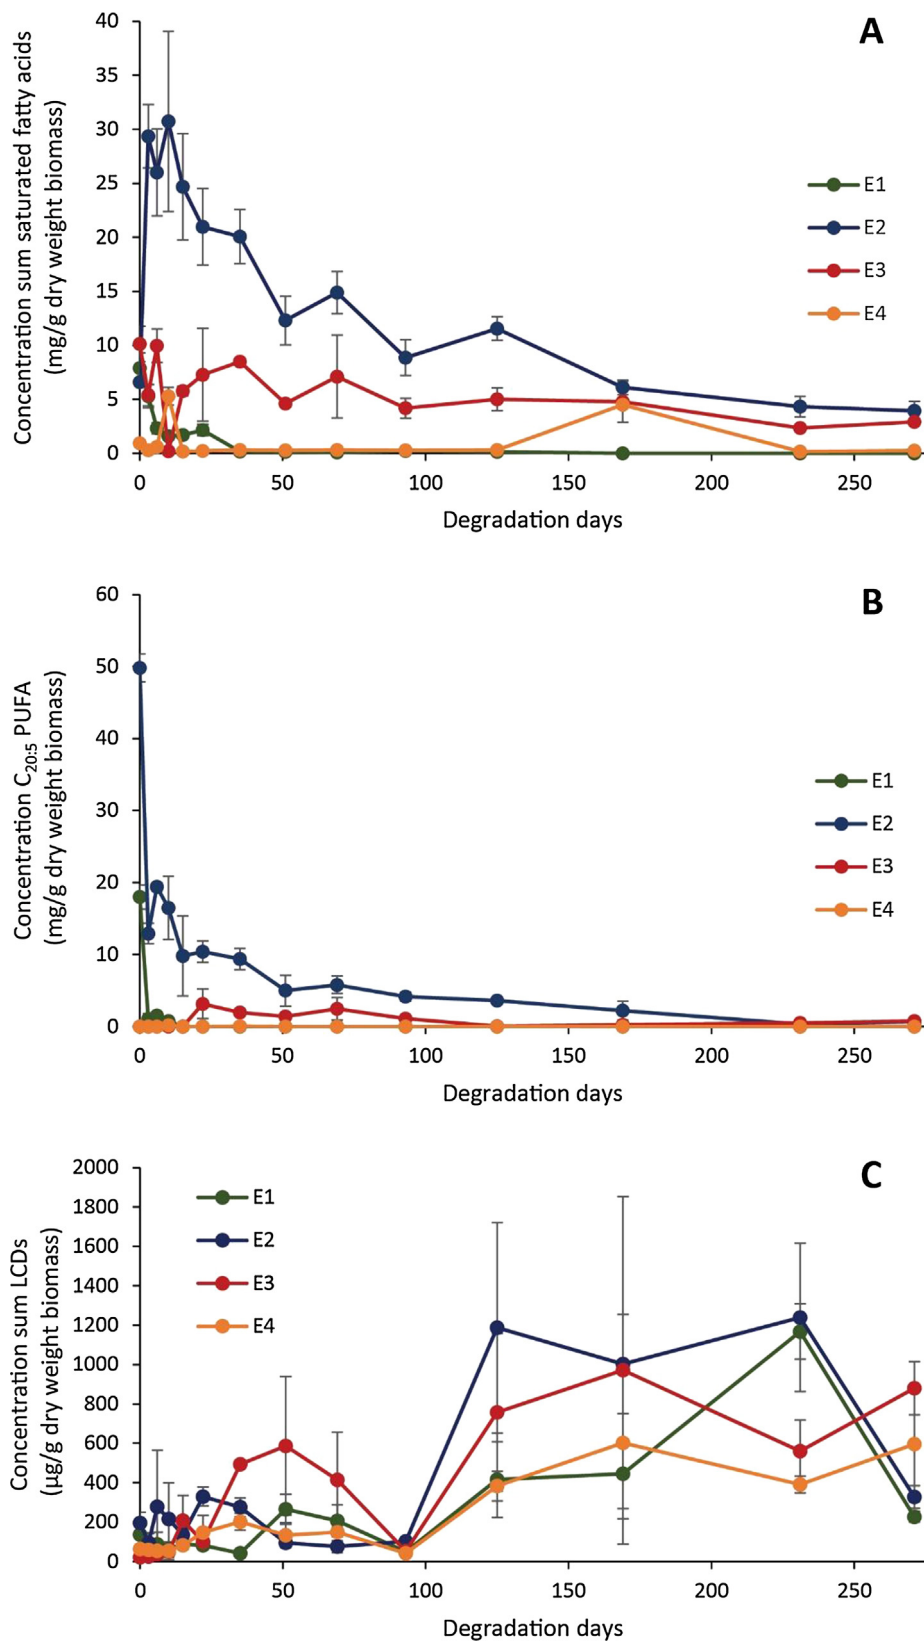 A
Concentration sum saturated fatty acids
(mg/g dry weight biomass)
40
35
30
25
20
15
10
5
0
E1
E2
E3
E4
0 50 100 150 200 250
Degradation days
B
Concentration C20:5 PUFA
(mg/g dry weight biomass)
60
50
40
30
20
10
0
E1
E2
E3
E4
0 50 100 150 200 250
Degradation days
C
Concentration sum LCDs
(µg/g dry weight biomass)
2000
1800
1600
1400
1200
1000
800
600
400
200
0
E1
E2
E3
E4
0 50 100 150 200 250
Degradation days